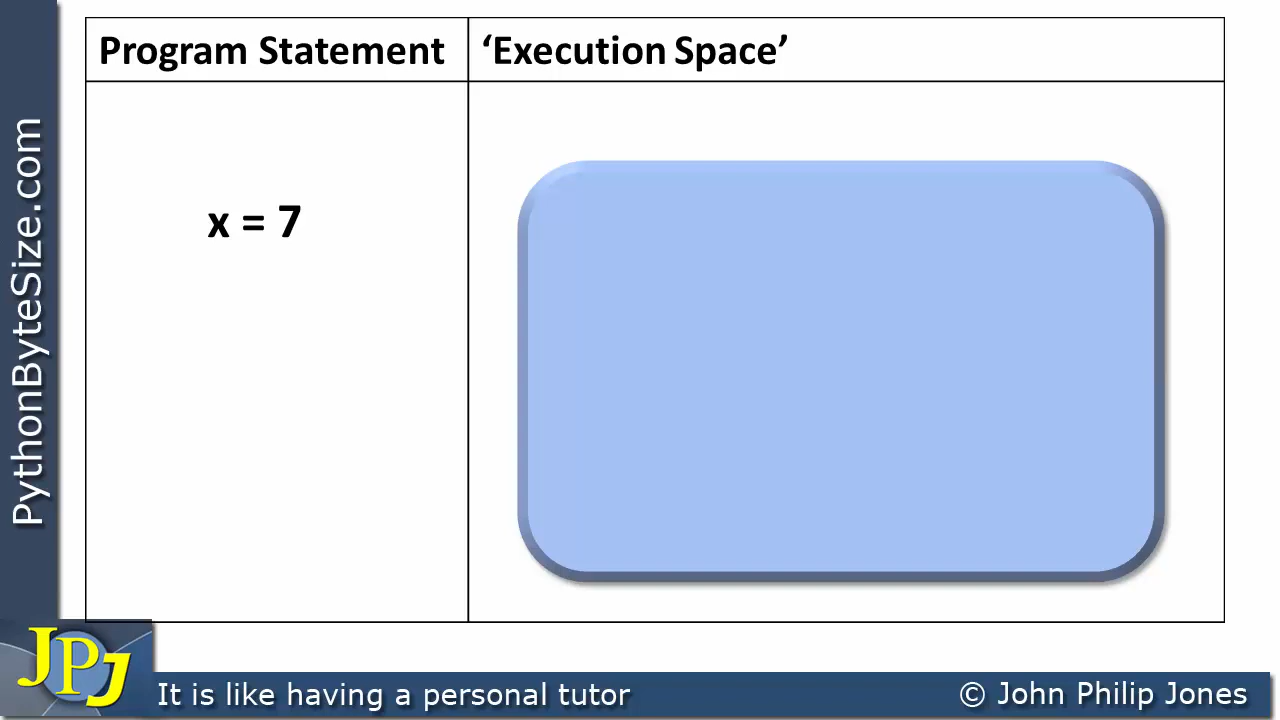 Program Statement
‘Execution Space’
x = 7
PythonByteSize.com
JPJ
It is like having a personal tutor
© John Philip Jones